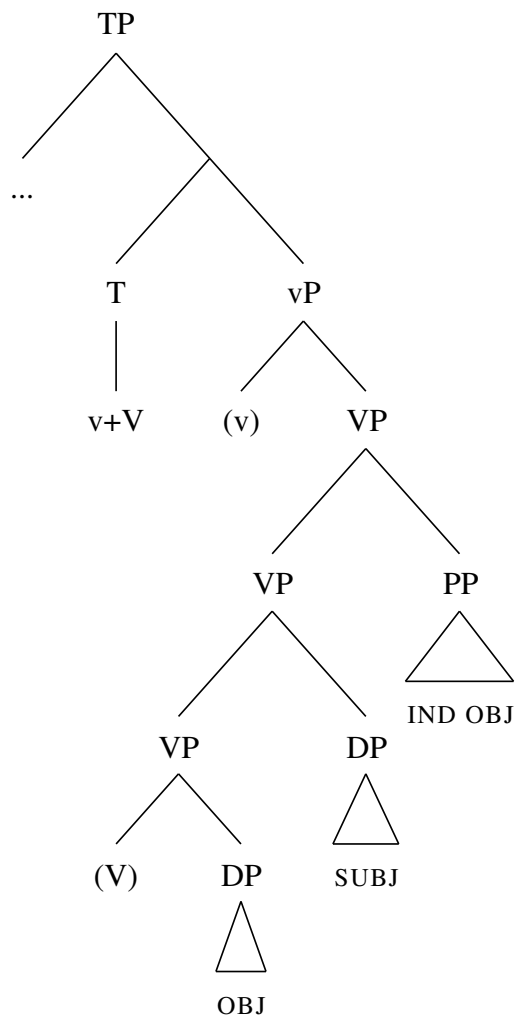 TP
...
T vP
v+V (v) VP
VP PP
IND OBJ
VP DP
(V) DP SUBJ
OBJ